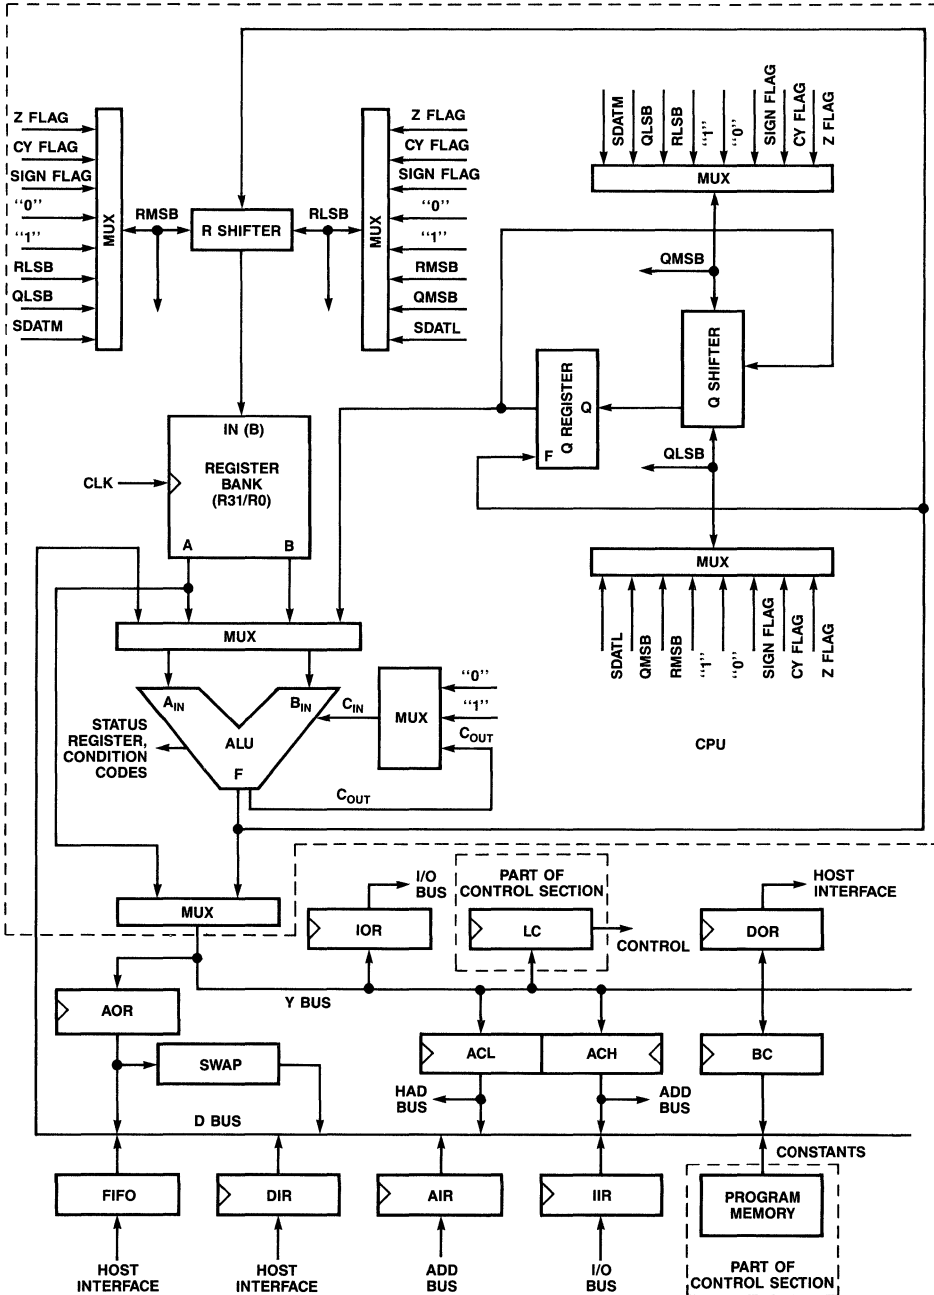 Z FLAG
CY FLAG
SIGN FLAG
“0”
“1”
RLSB
QLSB
SDATM
MUX
RMSB
R SHIFTER
RLSB
MUX
Z FLAG
CY FLAG
SIGN FLAG
“0”
“1”
RMSB
QMSB
SDATL
SDATM
QLSB
RLSB
“1”
“0”
SIGN FLAG
CY FLAG
Z FLAG
MUX
QMSB
Q SHIFTER
Q REGISTER
Q
F
QLSB
MUX
SDATL
QMSB
RMSB
“1”
“0”
SIGN FLAG
CY FLAG
Z FLAG
IN (B)
REGISTER
BANK
(R31/R0)
CLK
A
B
MUX
AIN
BIN
ALU
F
STATUS
REGISTER,
CONDITION
CODES
CIN
MUX
“0”
“1”
COUT
COUT
CPU
MUX
I/O
BUS
IOR
PART OF
CONTROL SECTION
LC
CONTROL
HOST
INTERFACE
DOR
Y BUS
AOR
SWAP
ACL
ACH
BC
HAD
BUS
ADD
BUS
D BUS
CONSTANTS
FIFO
DIR
AIR
IIR
PROGRAM
MEMORY
HOST
INTERFACE
HOST
INTERFACE
ADD
BUS
I/O
BUS
PART OF
CONTROL SECTION